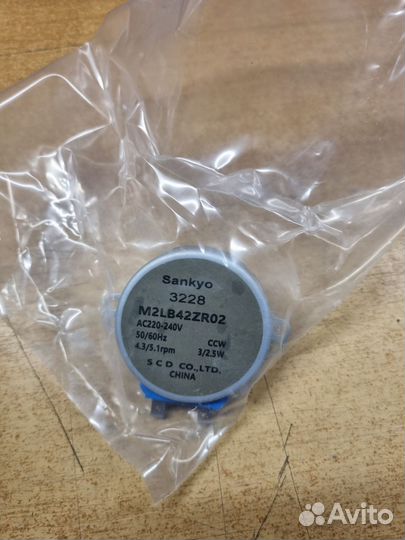 Sankyo
3228
M2LB42ZR02
AC220-240V
50/60Hz CCW
4.3/5.1rpm 3/2.5W
S C D CO.,LTD.
CHINA
Avito